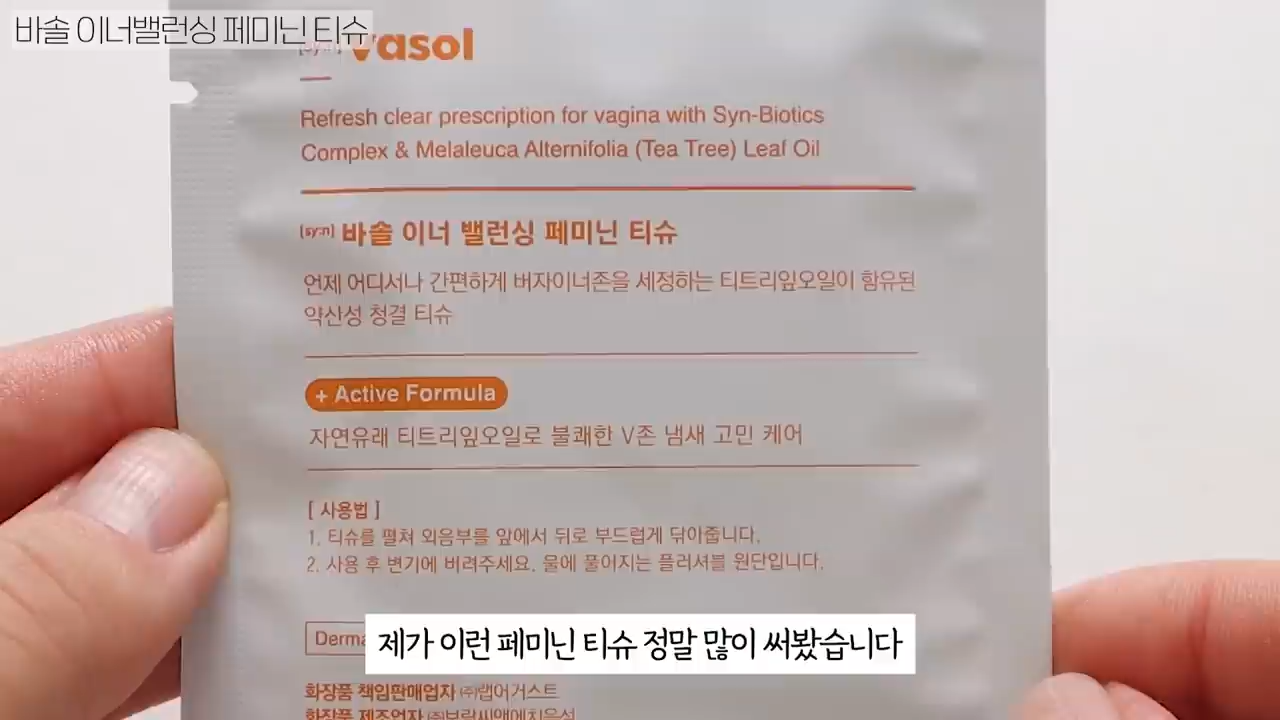 바솔 이너밸런싱 페미닌 티슈
vasol
Refresh clear prescription for vagina with Syn-Biotics
Complex & Melaleuca Alternifolia (Tea Tree) Leaf Oil
[sy:n] 바솔 이너 밸런싱 페미닌 티슈
언제 어디서나 간편하게 버자이너존을 세정하는 티트리잎오일이 함유된
약산성 청결 티슈
+ Active Formula
자연유래 티트리잎오일로 불쾌한 V존 냄새 고민 케어
[ 사용법 ]
1. 티슈를 펼쳐 외음부를 앞에서 뒤로 부드럽게 닦아줍니다.
2. 사용 후 변기에 버려주세요. 물에 풀어지는 플러셔블 원단입니다.
제가 이런 페미닌 티슈 정말 많이 써봤습니다
화장품 책임판매업자 ㈜랩어거스트
화장품 제조업자